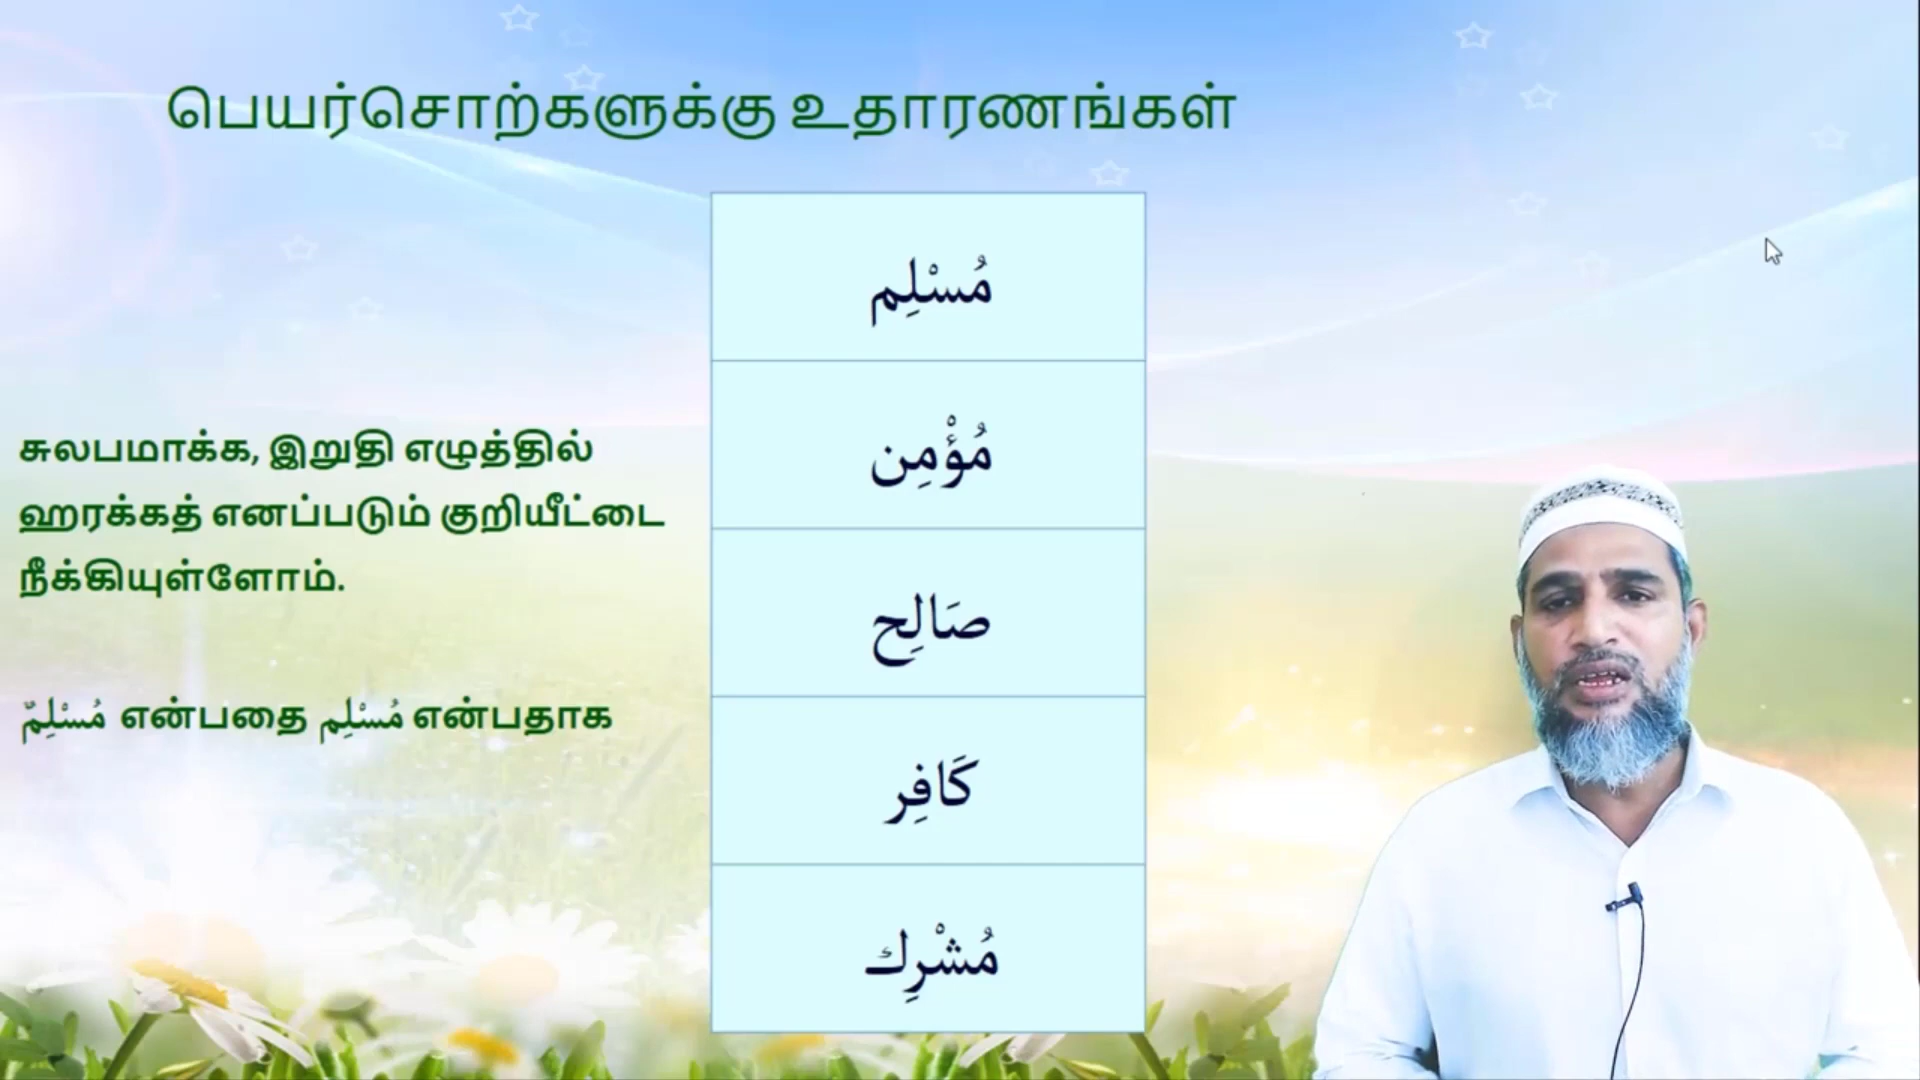 பெயர்சொற்களுக்கு உதாரணங்கள்
مُسْلِم
مُؤْمِن
صَالِح
كَافِر
مُشْرِك
சுலபமாக்க, இறுதி எழுத்தில்
ஹரக்கத் எனப்படும் குறியீட்டை
நீக்கியுள்ளோம்.
مُسْلِمٌ என்பதை مُسْلِم என்பதாக